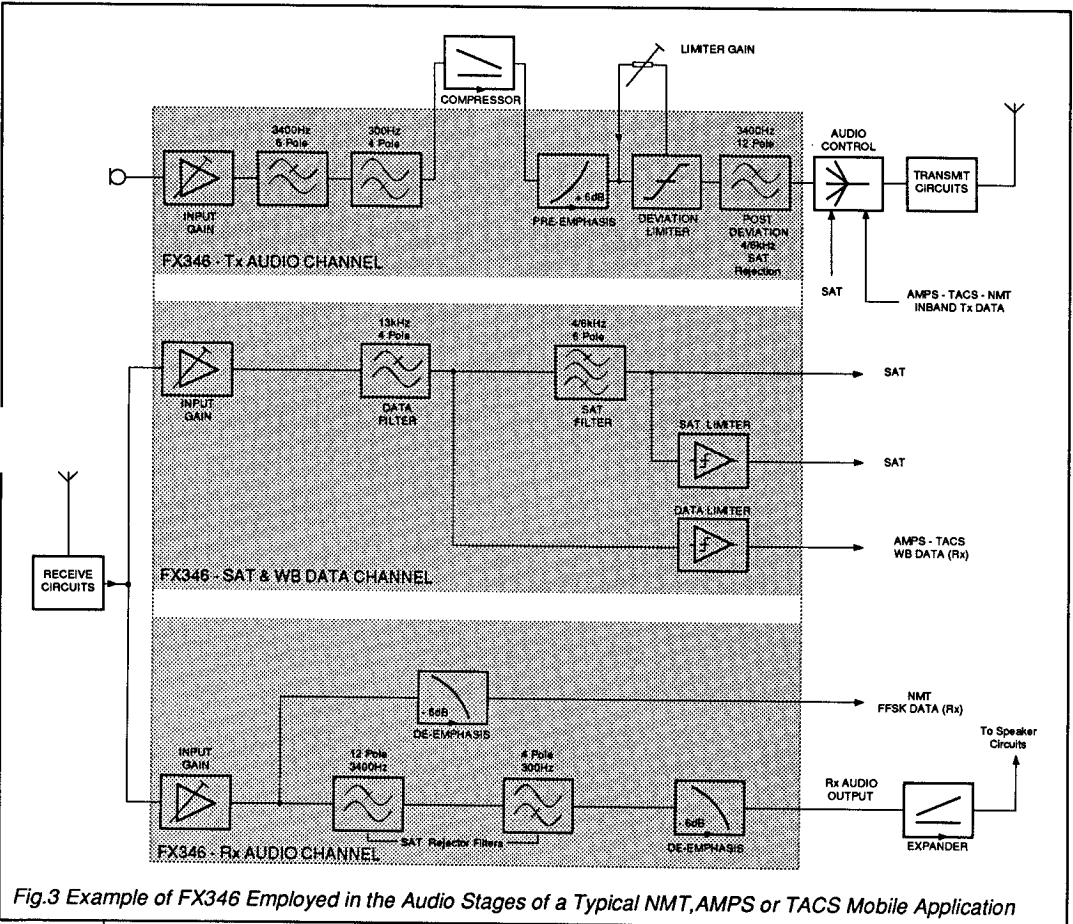 LIMITER GAIN
COMPRESSOR
3400Hz
6 Pole
300Hz
4 Pole
INPUT
GAIN
+ 6dB
PRE-EMPHASIS
DEVIATION
LIMITER
3400Hz
12 Pole
POST
DEVIATION
4/6kHz
SAT
Rejection
AUDIO
CONTROL
TRANSMIT
CIRCUITS
FX346 - Tx AUDIO CHANNEL
SAT
AMPS - TACS - NMT
INBAND Tx DATA
INPUT
GAIN
13kHz
4 Pole
DATA
FILTER
4/6kHz
6 Pole
SAT
FILTER
SAT
SAT LIMITER
SAT
DATA LIMITER
AMPS - TACS
WB DATA (Rx)
FX346 - SAT & WB DATA CHANNEL
RECEIVE
CIRCUITS
- 6dB
DE-EMPHASIS
NMT
FFSK DATA (Rx)
INPUT
GAIN
12 Pole
3400Hz
4 Pole
300Hz
SAT Rejector Filters
- 6dB
DE-EMPHASIS
Rx AUDIO
OUTPUT
EXPANDER
To Speaker
Circuits
FX346 - Rx AUDIO CHANNEL
Fig.3 Example of FX346 Employed in the Audio Stages of a Typical NMT,AMPS or TACS Mobile Application